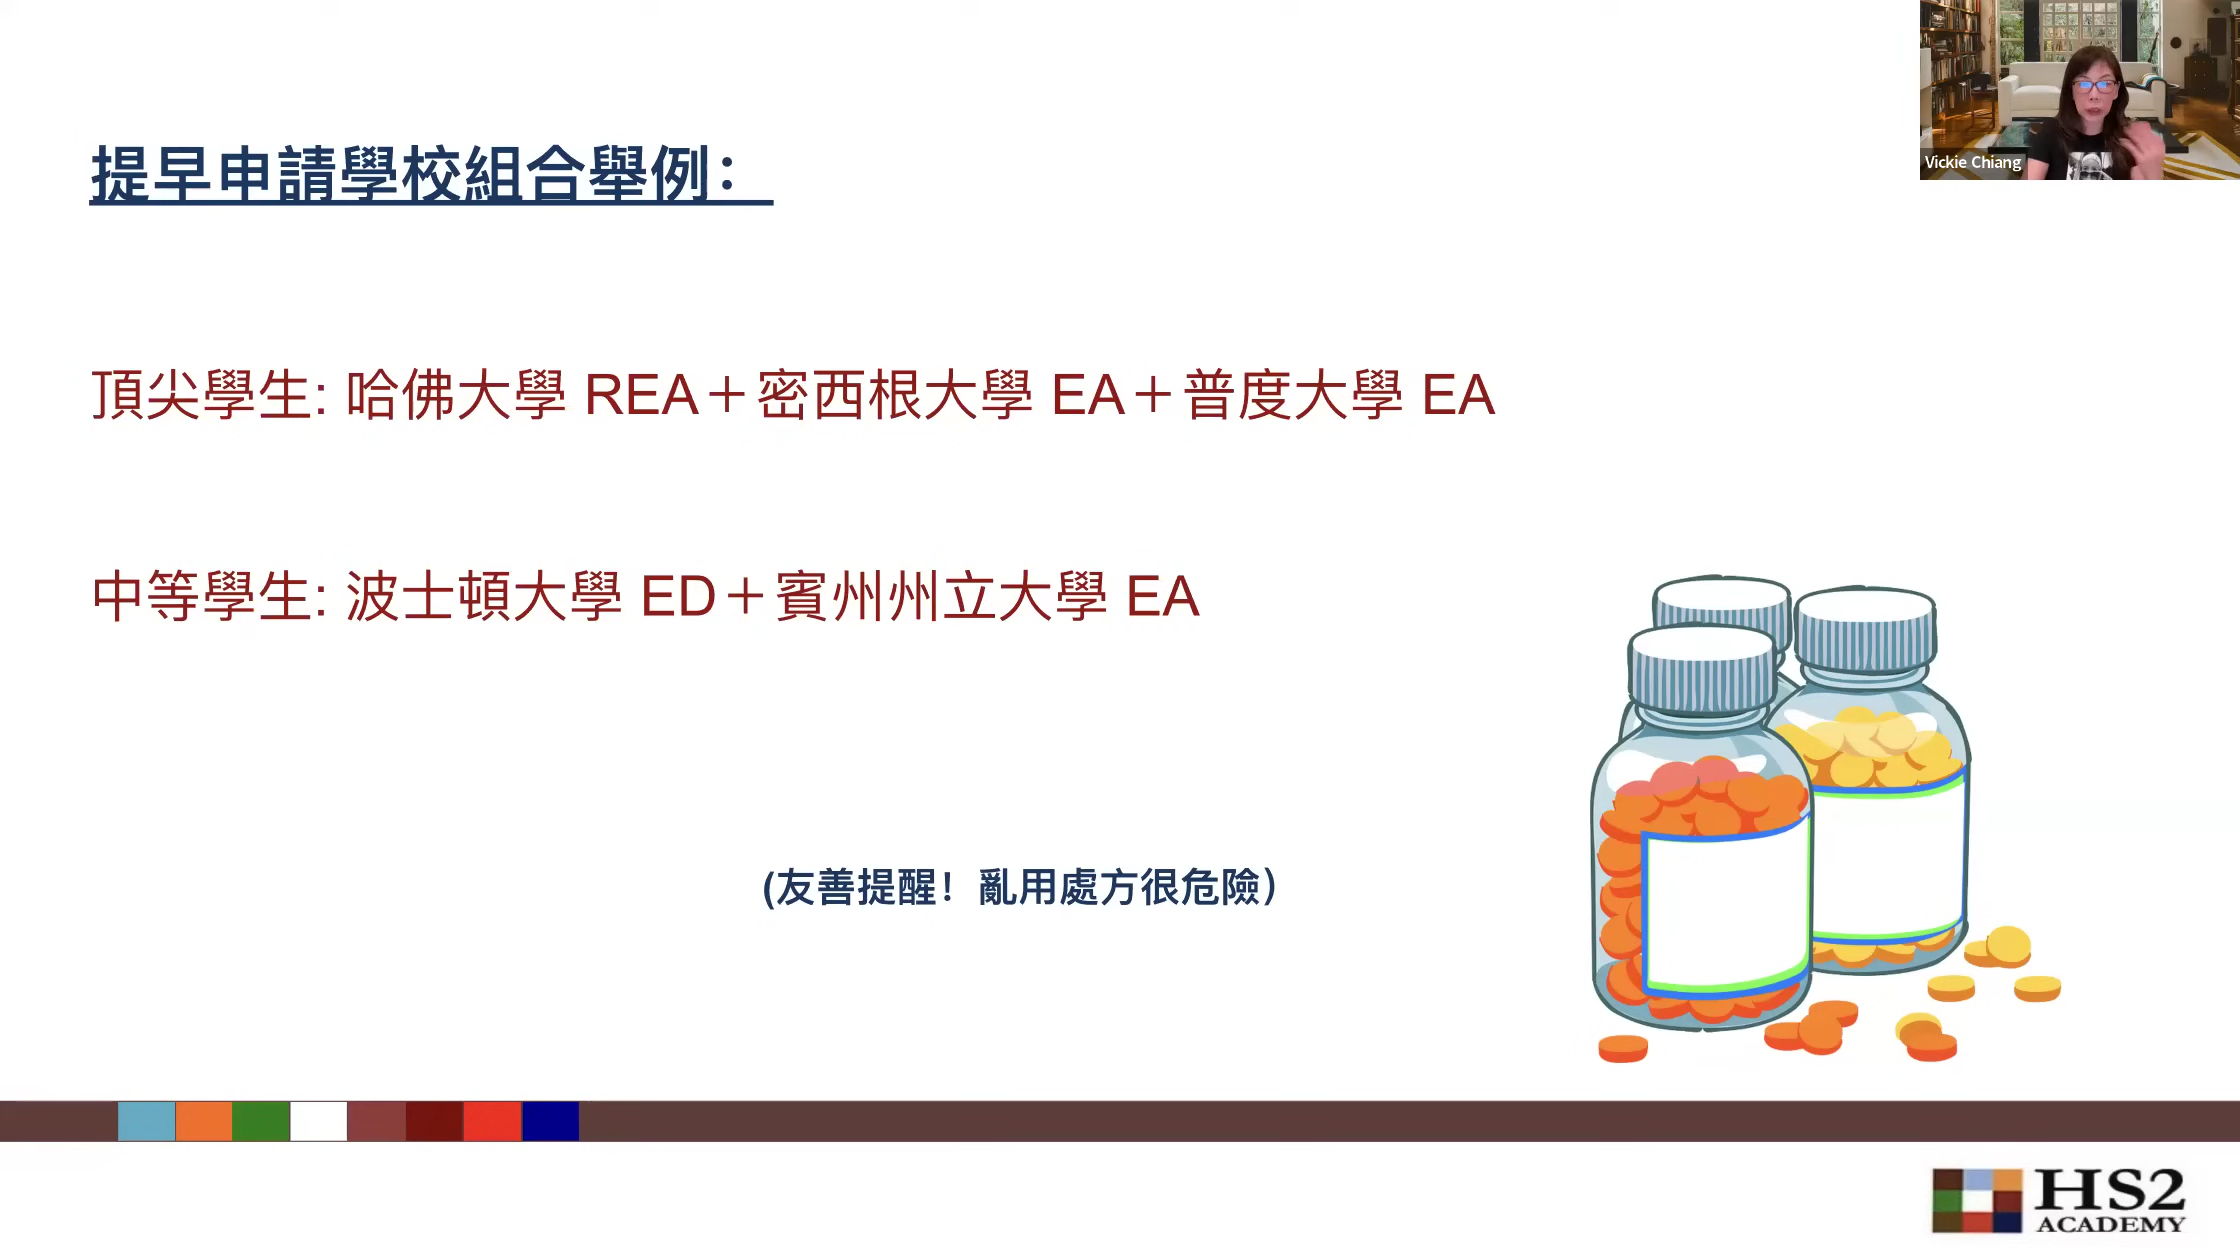 Vickie Chiang
提早申請學校組合舉例：
頂尖學生: 哈佛大學 REA＋密西根大學 EA＋普度大學 EA
中等學生: 波士頓大學 ED＋賓州州立大學 EA
(友善提醒！亂用處方很危險）
HS2
ACADEMY